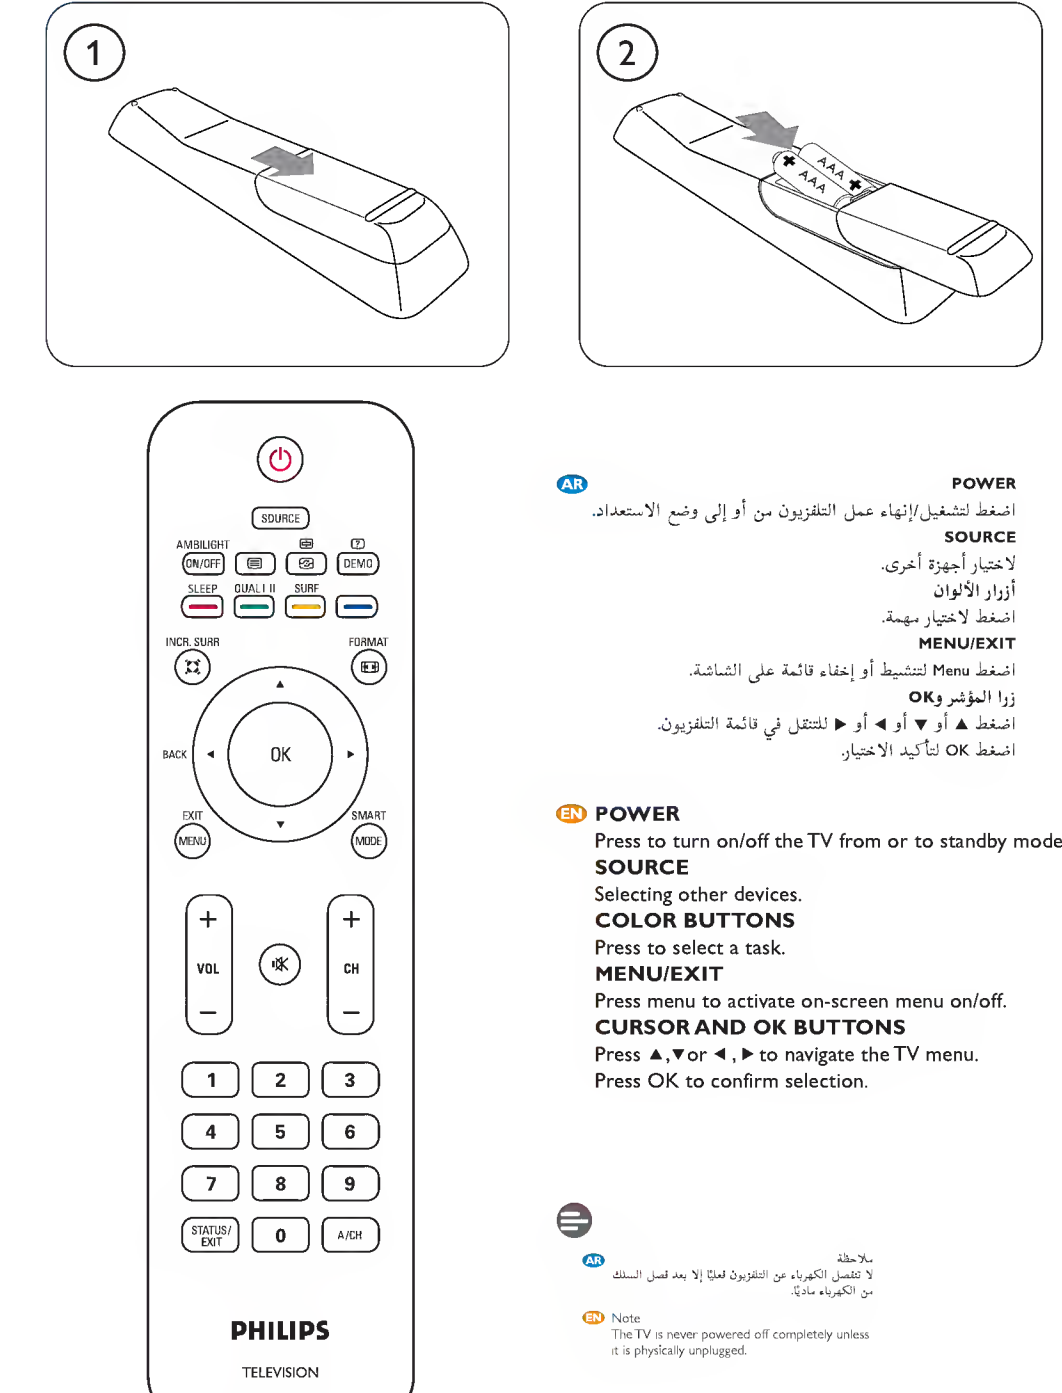 1
2
AAA
AAA
SOURCE
AMBILIGHT
ON/OFF
DEMO
SLEEP QUAL I II SURF
INCR. SURR FORMAT
OK
BACK
EXIT SMART
MENU MODE
+ +
VOL CH
— —
1 2 3
4 5 6
7 8 9
STATUS/
EXIT
0 A/CH
PHILIPS
TELEVISION
AR
POWER
اضغط لتشغيل/إنهاء عمل التلفزيون من أو إلى وضع الاستعداد.
SOURCE
لاختيار أجهزة أخرى.
أزرار الألوان
اضغط لاختيار مهمة.
MENU/EXIT
اضغط Menu لتنشيط أو إخفاء قائمة على الشاشة.
زرا المؤشر وOK
اضغط ▲ أو ▼ أو ◄ أو ► للتنقل في قائمة التلفزيون.
اضغط OK لتأكيد الاختيار.
EN POWER
Press to turn on/off the TV from or to standby mode
SOURCE
Selecting other devices.
COLOR BUTTONS
Press to select a task.
MENU/EXIT
Press menu to activate on-screen menu on/off.
CURSOR AND OK BUTTONS
Press ▲,▼or ◄ , ► to navigate the TV menu.
Press OK to confirm selection.
AR
ملاحظة
لا تنفصل الكهرباء عن التلفزيون فعليًا إلا بعد فصل السلك
من الكهرباء ماديًا.
EN Note
The TV is never powered off completely unless
it is physically unplugged.